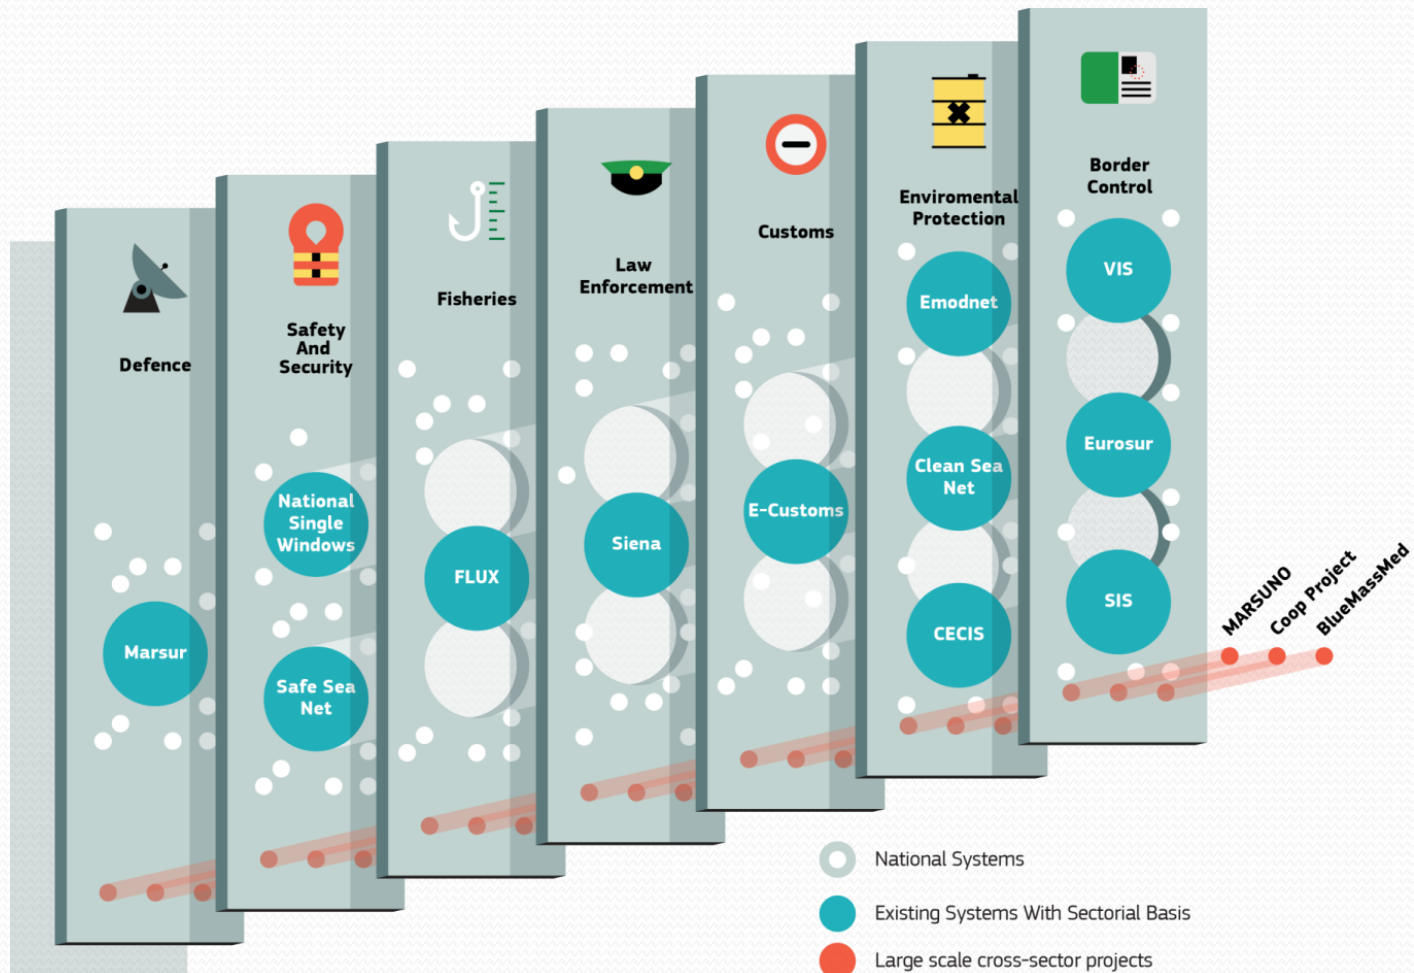 Defence
Marsur
Safety
And
Security
National
Single
Windows
Safe Sea
Net
Fisheries
FLUX
Law
Enforcement
Siena
Customs
E-Customs
Enviromental
Protection
Emodnet
Clean Sea
Net
CECIS
Border
Control
VIS
Eurosur
SIS
MARSUNO
Coop Project
BlueMassMed
National Systems
Existing Systems With Sectorial Basis
Large scale cross-sector projects